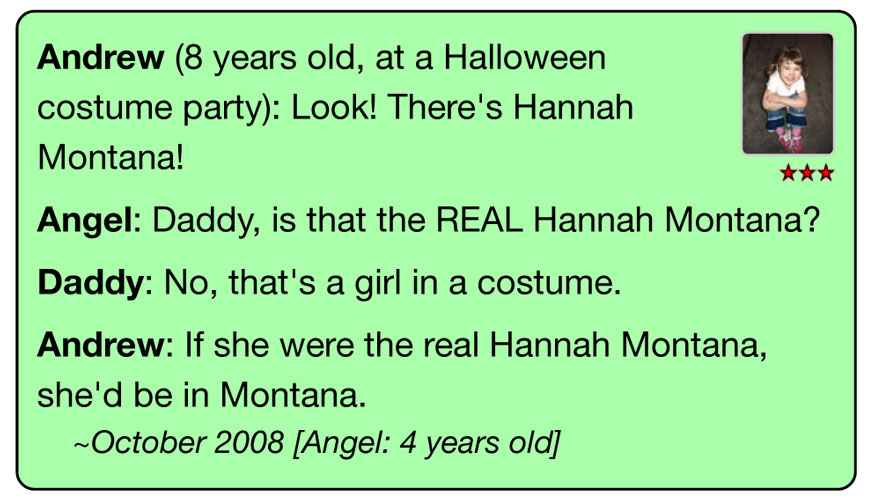 Andrew (8 years old, at a Halloween
costume party): Look! There's Hannah
Montana!
Angel: Daddy, is that the REAL Hannah Montana?
Daddy: No, that's a girl in a costume.
Andrew: If she were the real Hannah Montana,
she'd be in Montana.
~October 2008 [Angel: 4 years old]